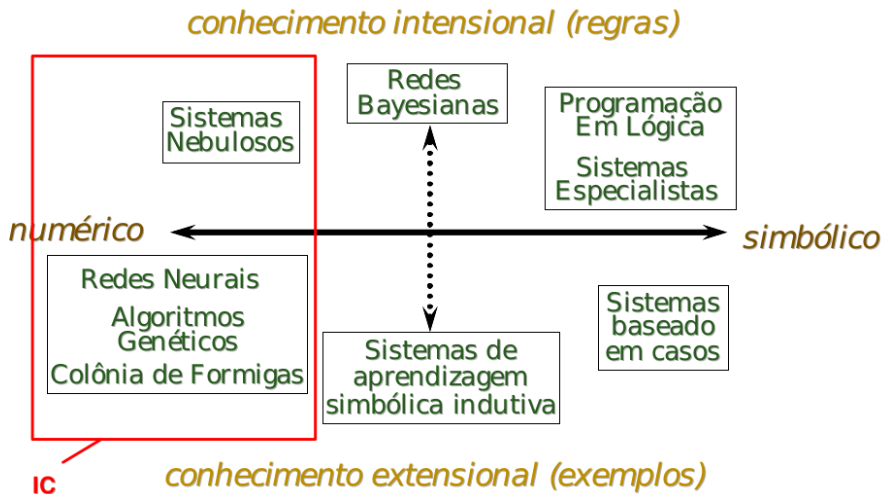 conhecimento intensional (regras)
Redes
Bayesianas
Programação
Em Lógica
Sistemas
Especialistas
Sistemas
Nebulosos
numérico
simbólico
Redes Neurais
Algoritmos
Genéticos
Colônia de Formigas
Sistemas de
aprendizagem
simbólica indutiva
Sistemas
baseado
em casos
IC
conhecimento extensional (exemplos)